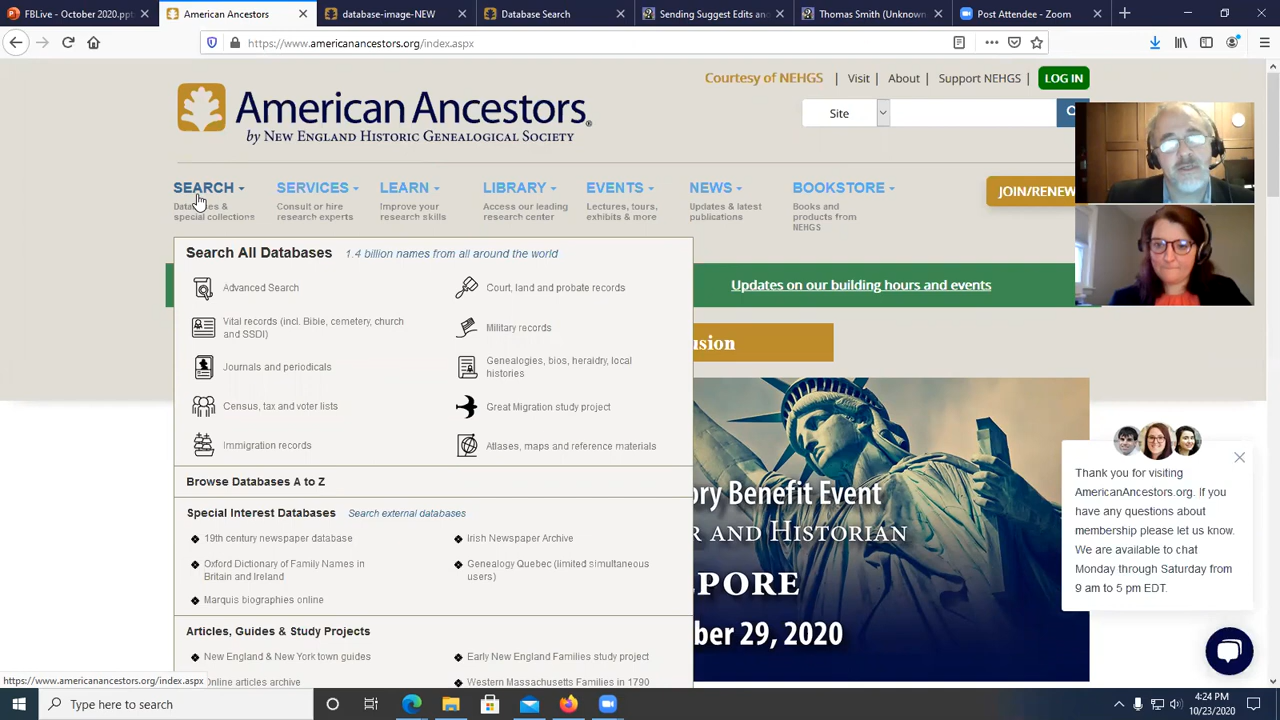 FBLive - October 2020.ppt
American Ancestors
database-image-NEW
Database Search
Sending Suggest Edits and
Thomas Smith (Unknown
Post Attendee - Zoom
https://www.americanancestors.org/index.aspx
Courtesy of NEHGS | Visit | About | Support NEHGS LOG IN
American Ancestors®
by NEW ENGLAND HISTORIC GENEALOGICAL SOCIETY
Site
SEARCH SERVICES LEARN LIBRARY EVENTS NEWS BOOKSTORE
JOIN/RENEW
Databases &
special collections
Consult or hire
research experts
Improve your
research skills
Access our leading
research center
Lectures, tours,
exhibits & more
Updates & latest
publications
Books and
products from
NEHGS
Search All Databases 1.4 billion names from all around the world
Advanced Search
Court, land and probate records
Vital records (incl. Bible, cemetery, church
and SSDI)
Military records
Journals and periodicals
Genealogies, bios, heraldry, local
histories
Census, tax and voter lists
Great Migration study project
Immigration records
Atlases, maps and reference materials
Browse Databases A to Z
Special Interest Databases Search external databases
19th century newspaper database
Irish Newspaper Archive
Oxford Dictionary of Family Names in
Britain and Ireland
Genealogy Quebec (limited simultaneous
users)
Marquis biographies online
Articles, Guides & Study Projects
New England & New York town guides
Early New England Families study project
Online articles archive
Western Massachusetts Families in 1790
Updates on our building hours and events
usion
ory Benefit Event
R AND HISTORIAN
PORE
ber 29, 2020
Thank you for visiting
AmericanAncestors.org. If you
have any questions about
membership please let us know.
We are available to chat
Monday through Saturday from
9 am to 5 pm EDT.
https://www.americanancestors.org/index.aspx
Type here to search
4:24 PM
10/23/2020